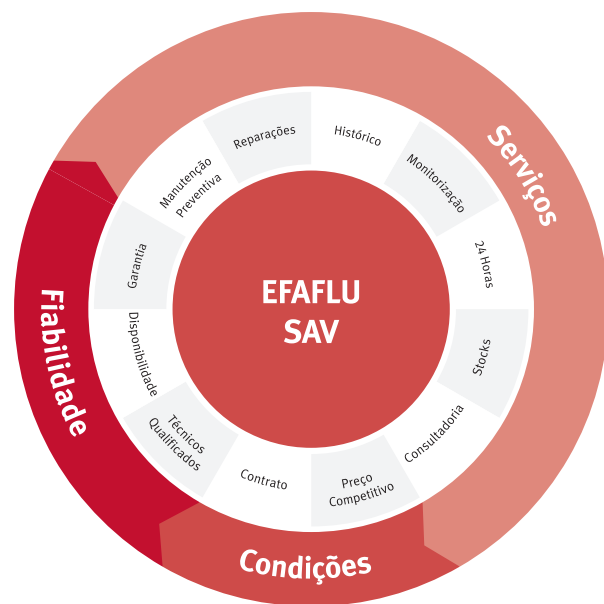 EFAFLU
SAV
Serviços
Condições
Fiabilidade
Histórico
Monitorização
24 Horas
Stocks
Consultadoria
Preço
Competitivo
Contrato
Técnicos
Qualificados
Disponibilidade
Garantia
Manutenção
Preventiva
Reparações